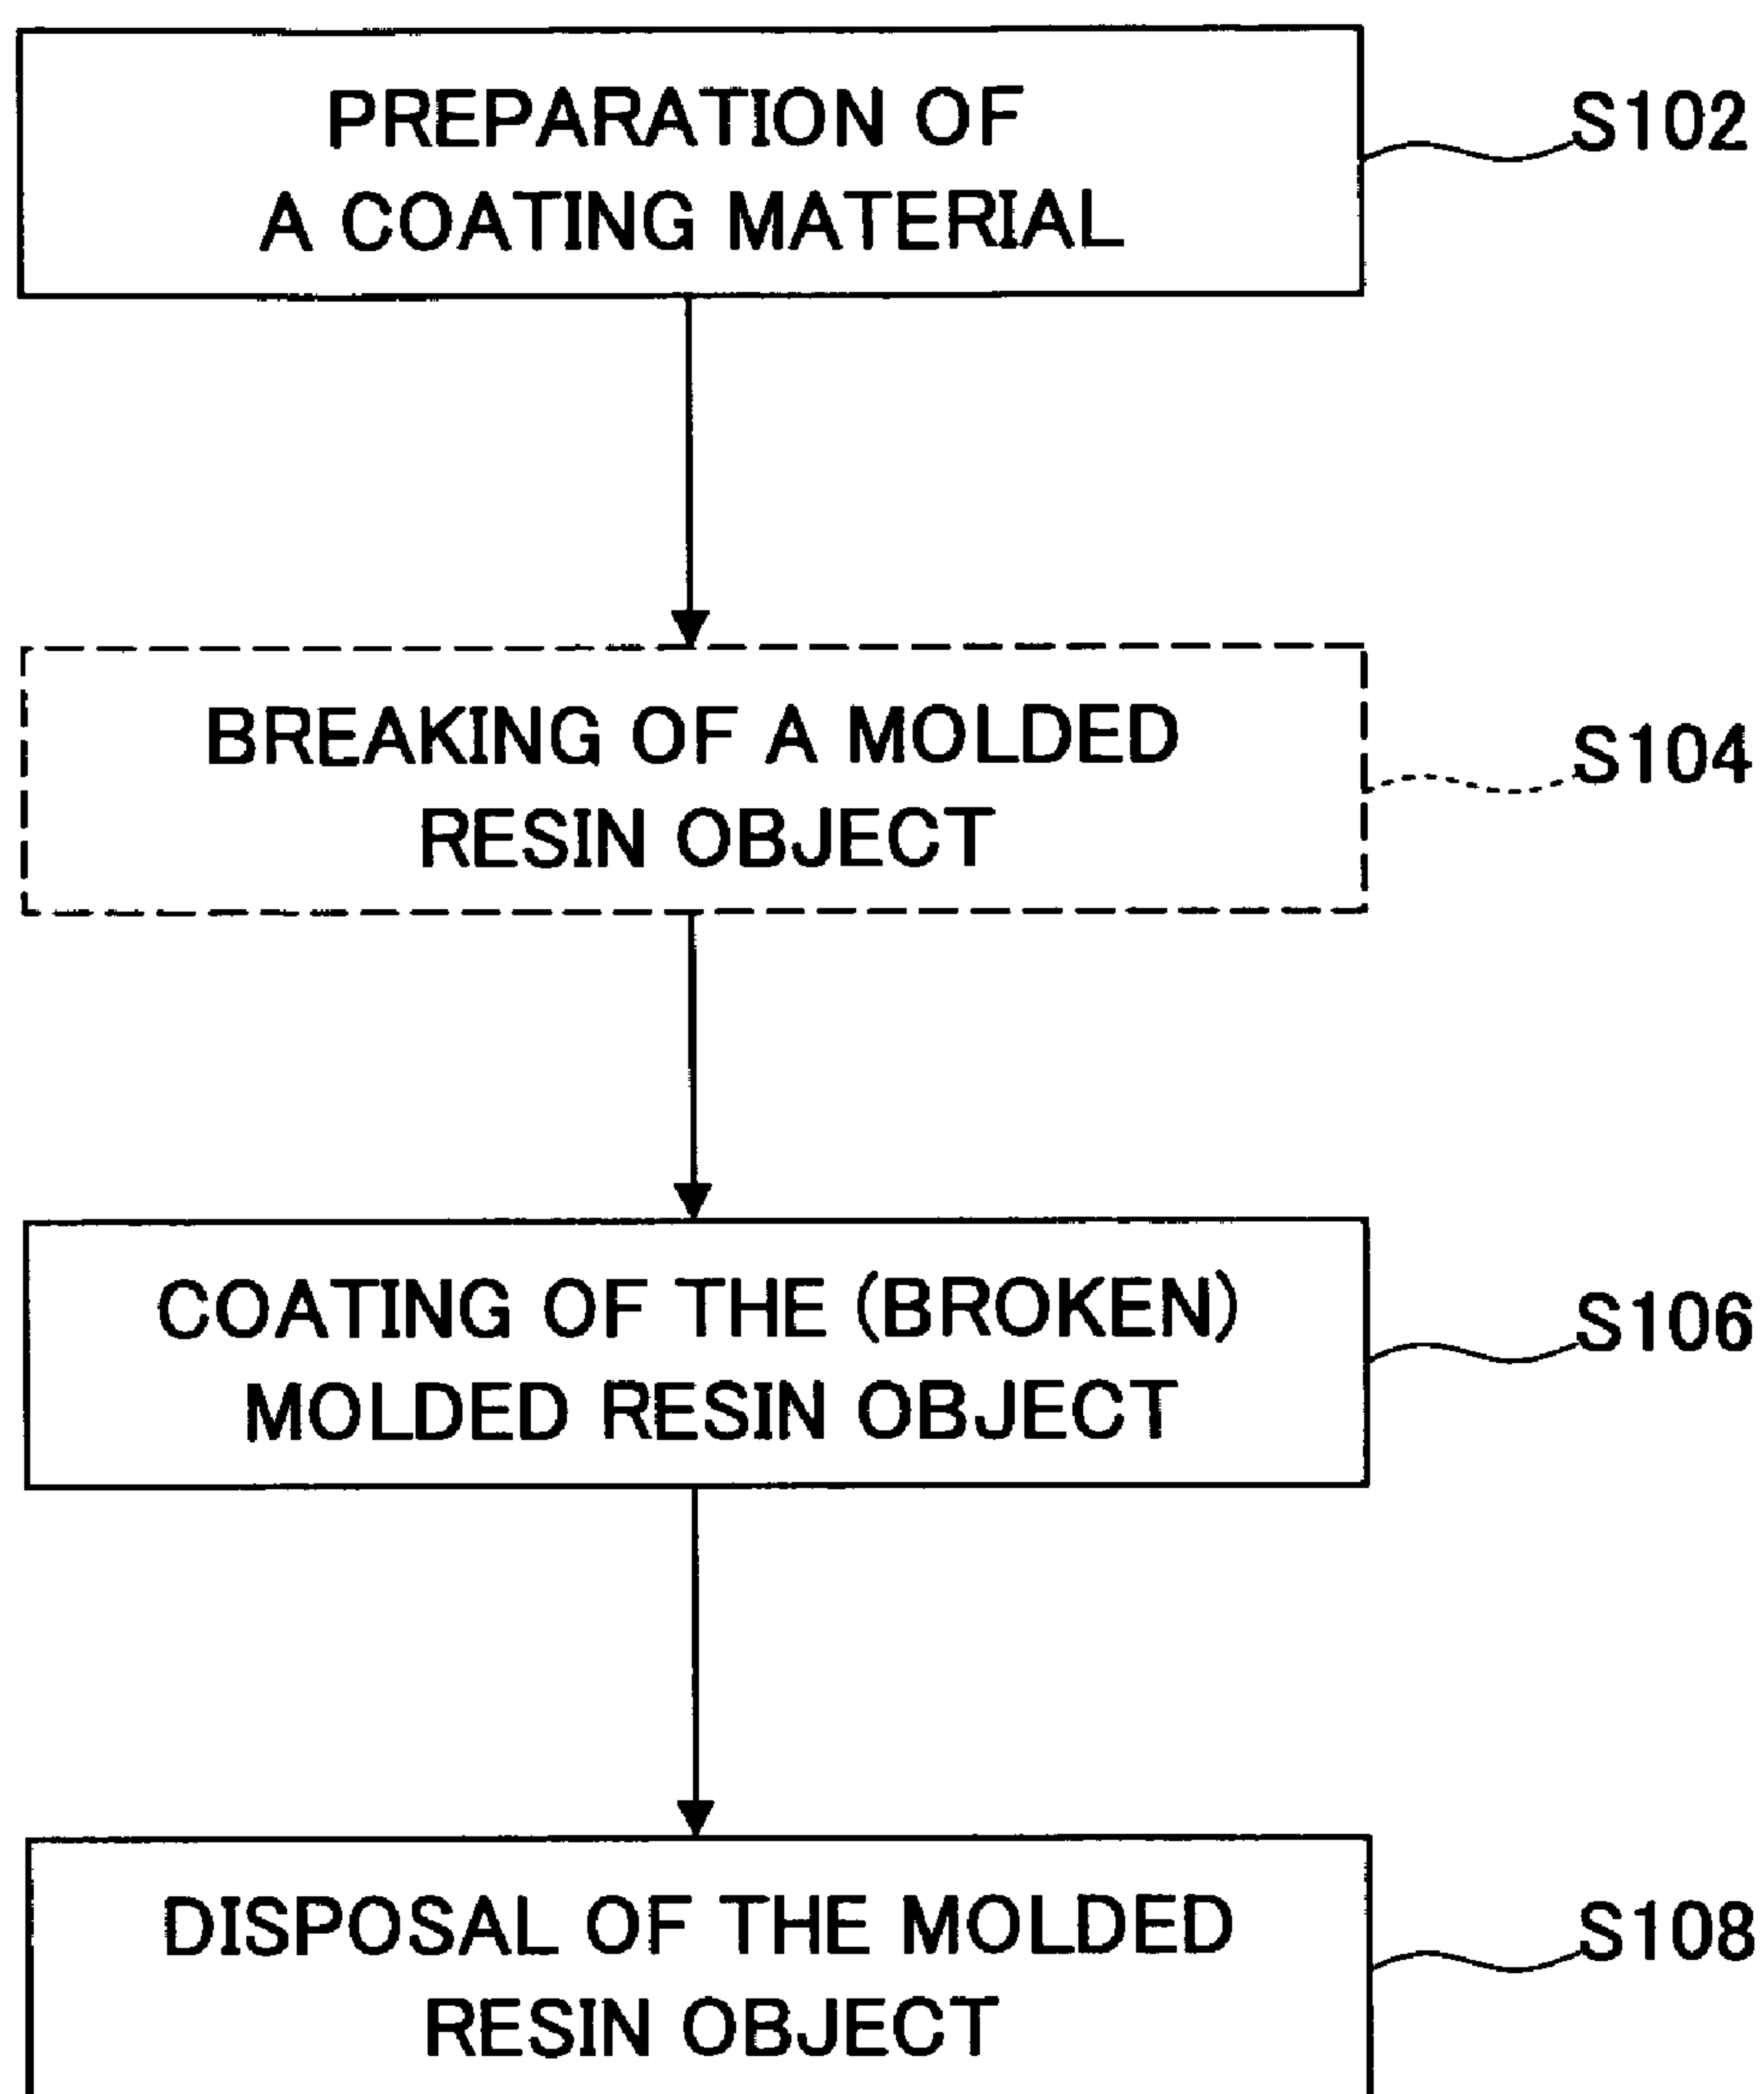 PREPARATION OF
A COATING MATERIAL
S102
BREAKING OF A MOLDED
RESIN OBJECT
S104
COATING OF THE (BROKEN)
MOLDED RESIN OBJECT
S106
DISPOSAL OF THE MOLDED
RESIN OBJECT
S108